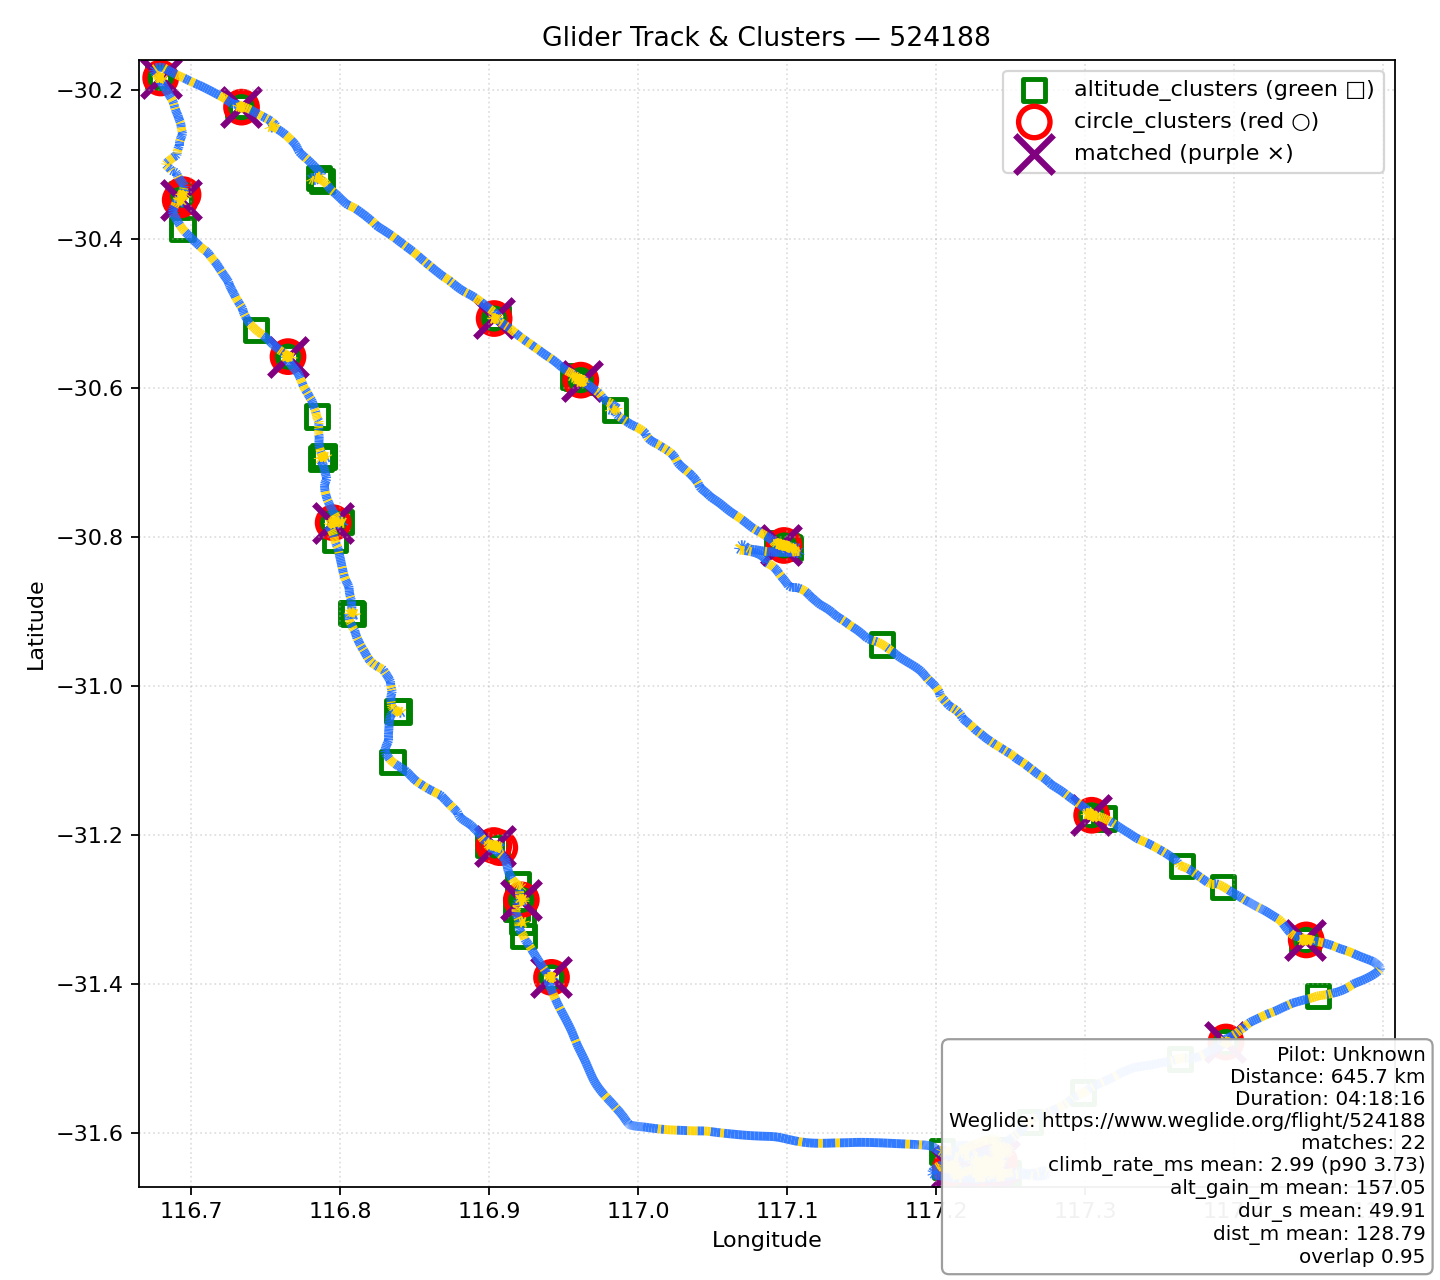 Glider Track & Clusters — 524188
altitude_clusters (green □)
circle_clusters (red ○)
matched (purple ×)
−30.2
−30.4
−30.6
−30.8
−31.0
−31.2
−31.4
−31.6
Latitude
116.7
116.8
116.9
117.0
117.1
117.2
117.3
Longitude
Pilot: Unknown
Distance: 645.7 km
Duration: 04:18:16
Weglide: https://www.weglide.org/flight/524188
matches: 22
climb_rate_ms mean: 2.99 (p90 3.73)
alt_gain_m mean: 157.05
dur_s mean: 49.91
dist_m mean: 128.79
overlap 0.95